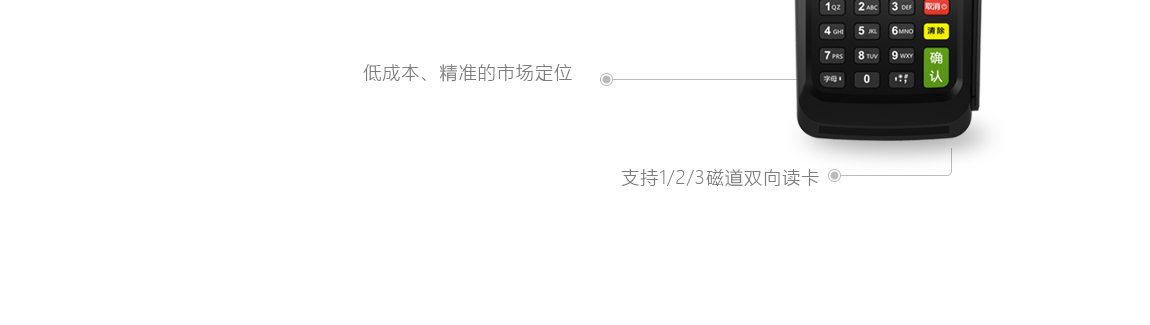 1QZ 2ABC 3DEF 取消
4GHI 5JKL 6MNO 清除
7PRS 8TUV 9WXY 确认
字母 0
低成本、精准的市场定位
支持1/2/3磁道双向读卡